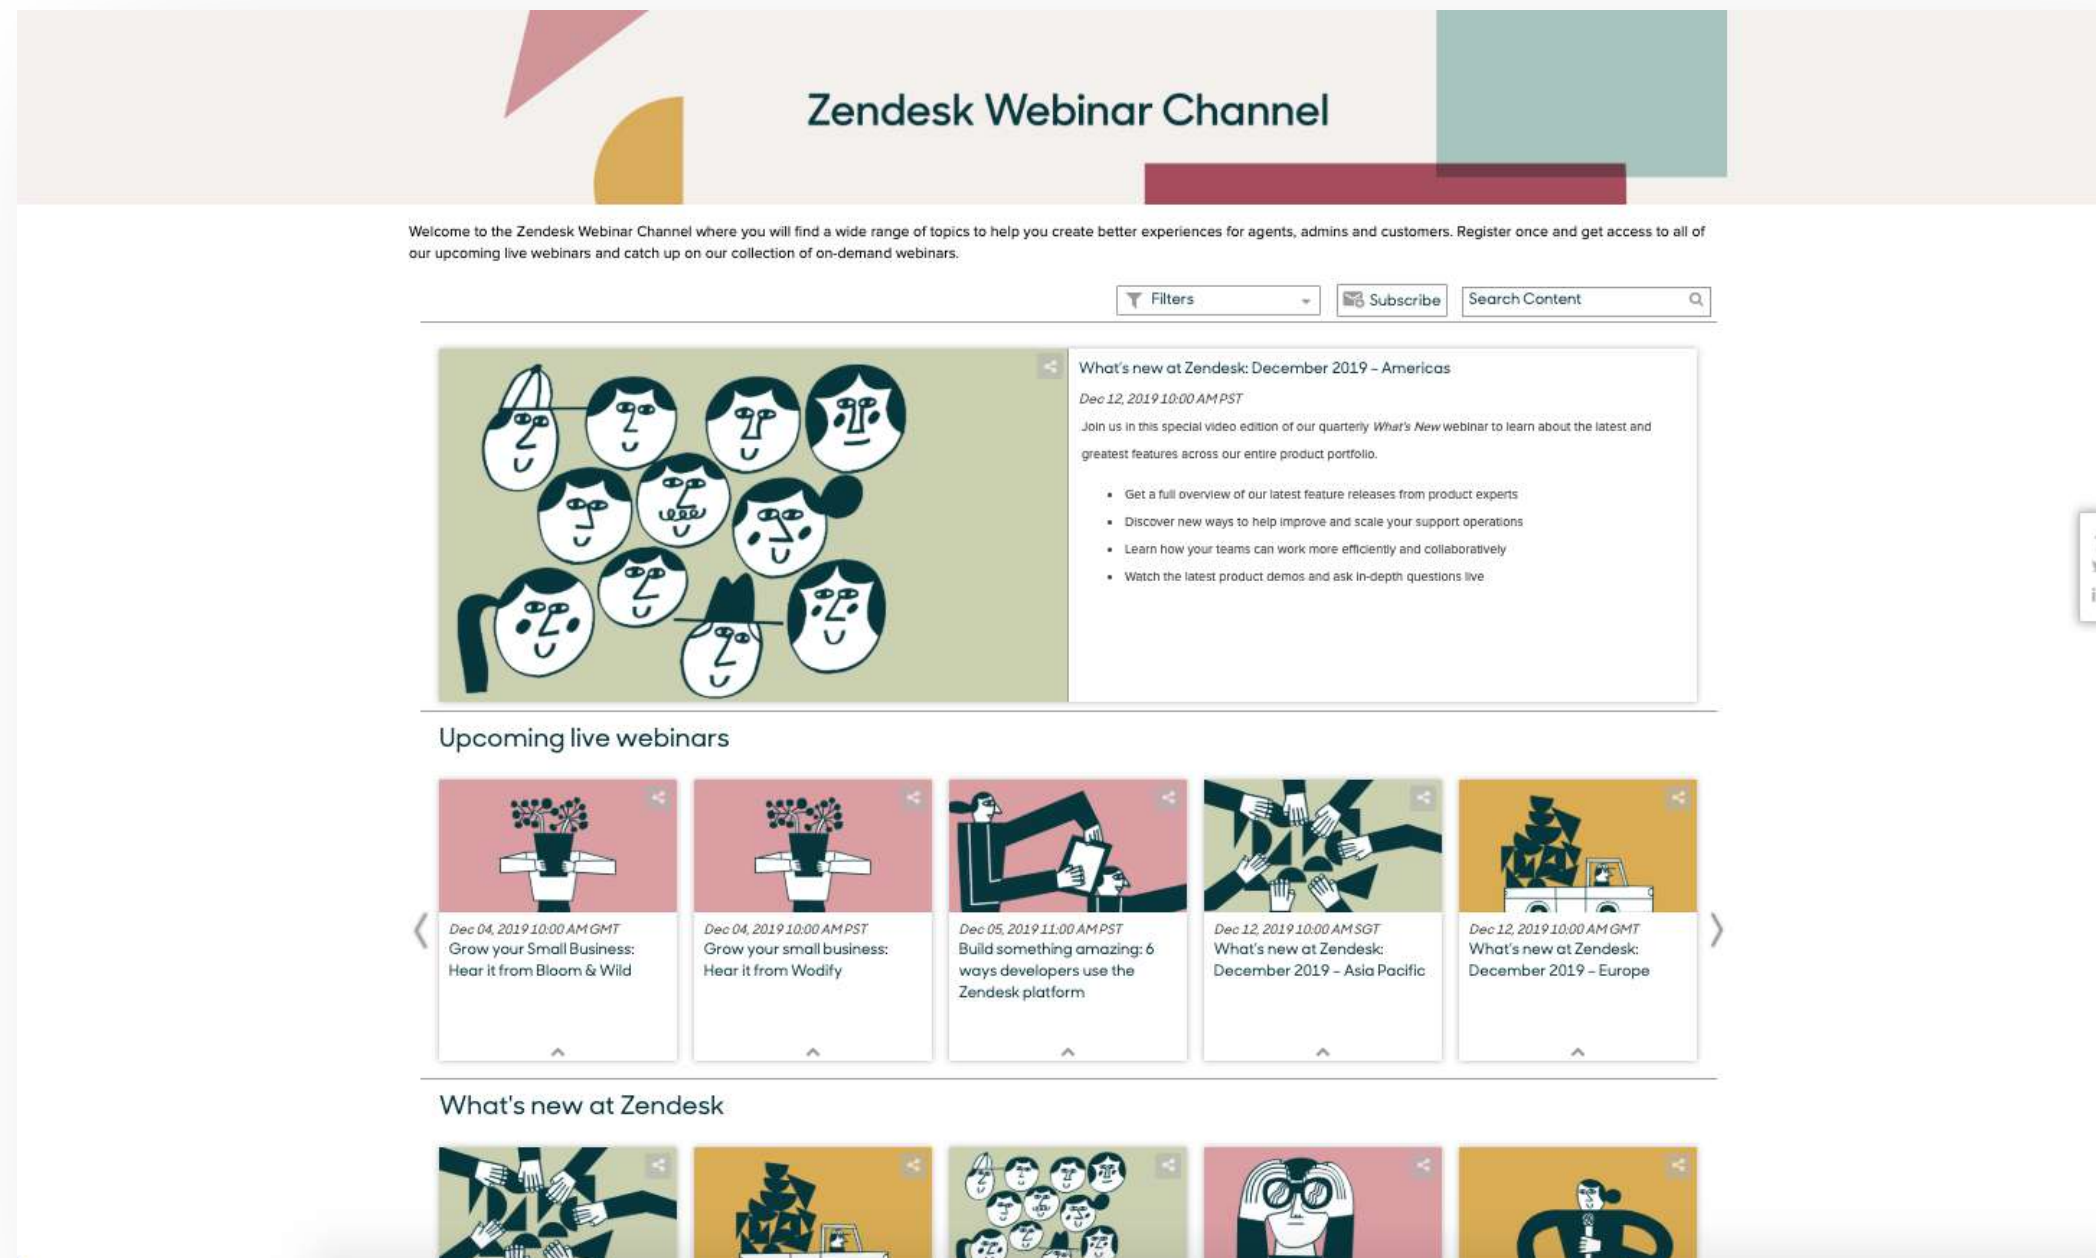 Zendesk Webinar Channel
Welcome to the Zendesk Webinar Channel where you will find a wide range of topics to help you create better experiences for agents, admins and customers. Register once and get access to all of
our upcoming live webinars and catch up on our collection of on-demand webinars.
Filters
Subscribe
Search Content
What's new at Zendesk: December 2019 – Americas
Dec 12, 2019 10:00 AM PST
Join us in this special video edition of our quarterly What's New webinar to learn about the latest and
greatest features across our entire product portfolio.
• Get a full overview of our latest feature releases from product experts
• Discover new ways to help improve and scale your support operations
• Learn how your teams can work more efficiently and collaboratively
• Watch the latest product demos and ask in-depth questions live
Upcoming live webinars
Dec 04, 2019 10:00 AM GMT
Grow your Small Business:
Hear it from Bloom & Wild
Dec 04, 2019 10:00 AM PST
Grow your small business:
Hear it from Wodify
Dec 05, 2019 11:00 AM PST
Build something amazing: 6
ways developers use the
Zendesk platform
Dec 12, 2019 10:00 AM SGT
What's new at Zendesk:
December 2019 – Asia Pacific
Dec 12, 2019 10:00 AM GMT
What's new at Zendesk:
December 2019 – Europe
What's new at Zendesk